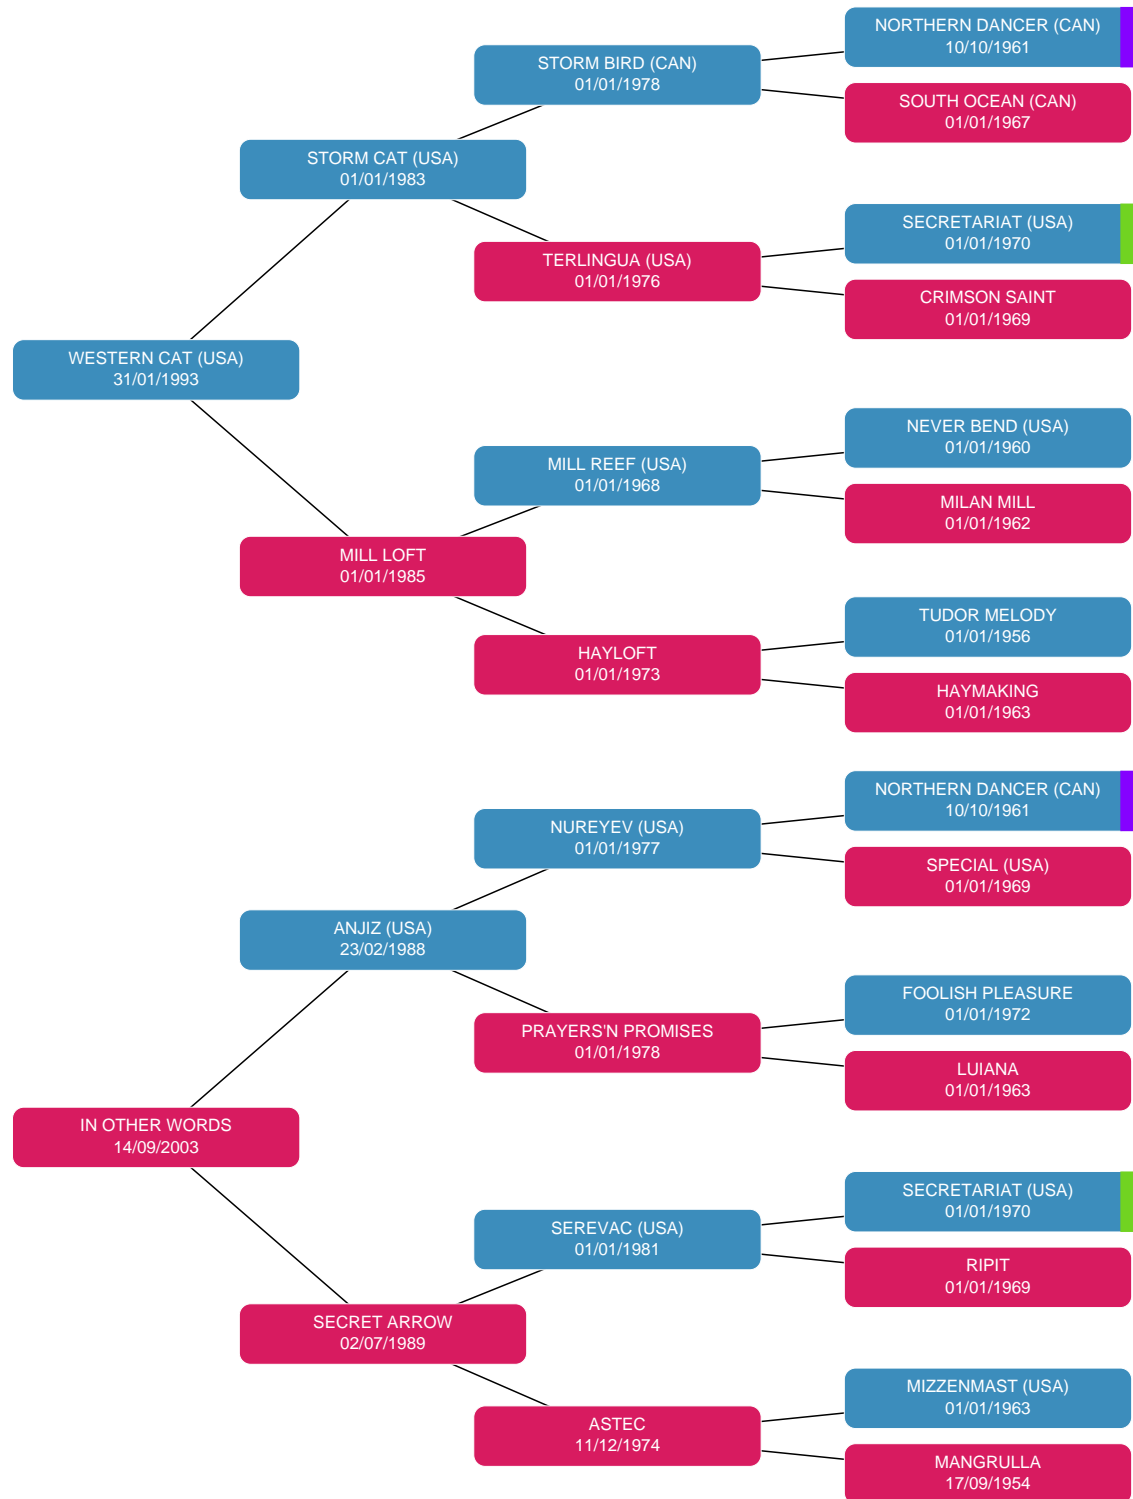 NORTHERN DANCER (CAN)
10/10/1961
STORM BIRD (CAN)
01/01/1978
SOUTH OCEAN (CAN)
01/01/1967
STORM CAT (USA)
01/01/1983
SECRETARIAT (USA)
01/01/1970
TERLINGUA (USA)
01/01/1976
CRIMSON SAINT
01/01/1969
WESTERN CAT (USA)
31/01/1993
NEVER BEND (USA)
01/01/1960
MILL REEF (USA)
01/01/1968
MILAN MILL
01/01/1962
MILL LOFT
01/01/1985
TUDOR MELODY
01/01/1956
HAYLOFT
01/01/1973
HAYMAKING
01/01/1963
NORTHERN DANCER (CAN)
10/10/1961
NUREYEV (USA)
01/01/1977
SPECIAL (USA)
01/01/1969
ANJIZ (USA)
23/02/1988
FOOLISH PLEASURE
01/01/1972
PRAYERS'N PROMISES
01/01/1978
LUIANA
01/01/1963
IN OTHER WORDS
14/09/2003
SECRETARIAT (USA)
01/01/1970
SEREVAC (USA)
01/01/1981
RIPIT
01/01/1969
SECRET ARROW
02/07/1989
MIZZENMAST (USA)
01/01/1963
ASTEC
11/12/1974
MANGRULLA
17/09/1954